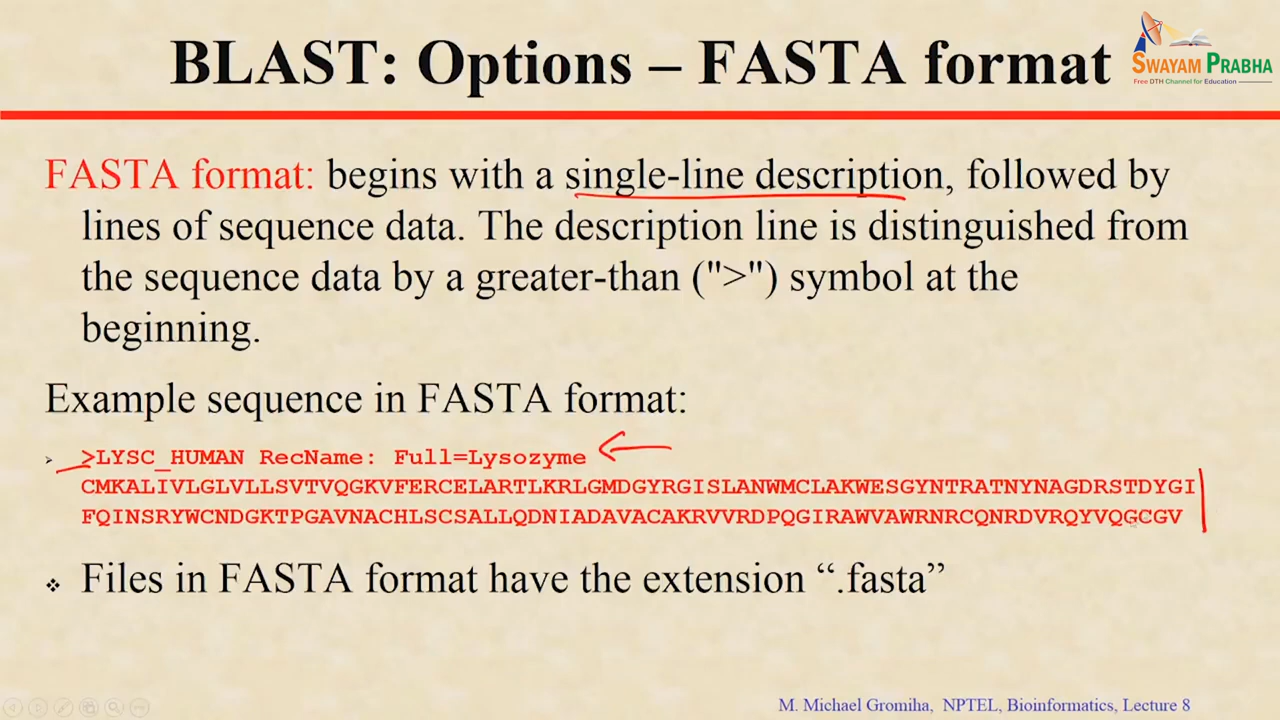 BLAST: Options – FASTA format
SWAYAM PRABHA
Free DTH Channel for Education
FASTA format: begins with a single-line description, followed by
lines of sequence data. The description line is distinguished from
the sequence data by a greater-than (">") symbol at the
beginning.
Example sequence in FASTA format:
>LYSC_HUMAN RecName: Full=Lysozyme
CMKALIVLGLVLLSVTVQGKVFERCELARTLKRLGMDGYRGISLANWMCLAKWESGYNTRATNYNAGDRSTDYGI
FQINSRYWCNDGKTPGAVNACHLSCSALLQDNIADAVACAKRVVRDPQGIRAWVAWRNRCQNRDVRQYVQGCGV
Files in FASTA format have the extension “.fasta”
M. Michael Gromiha, NPTEL, Bioinformatics, Lecture 8